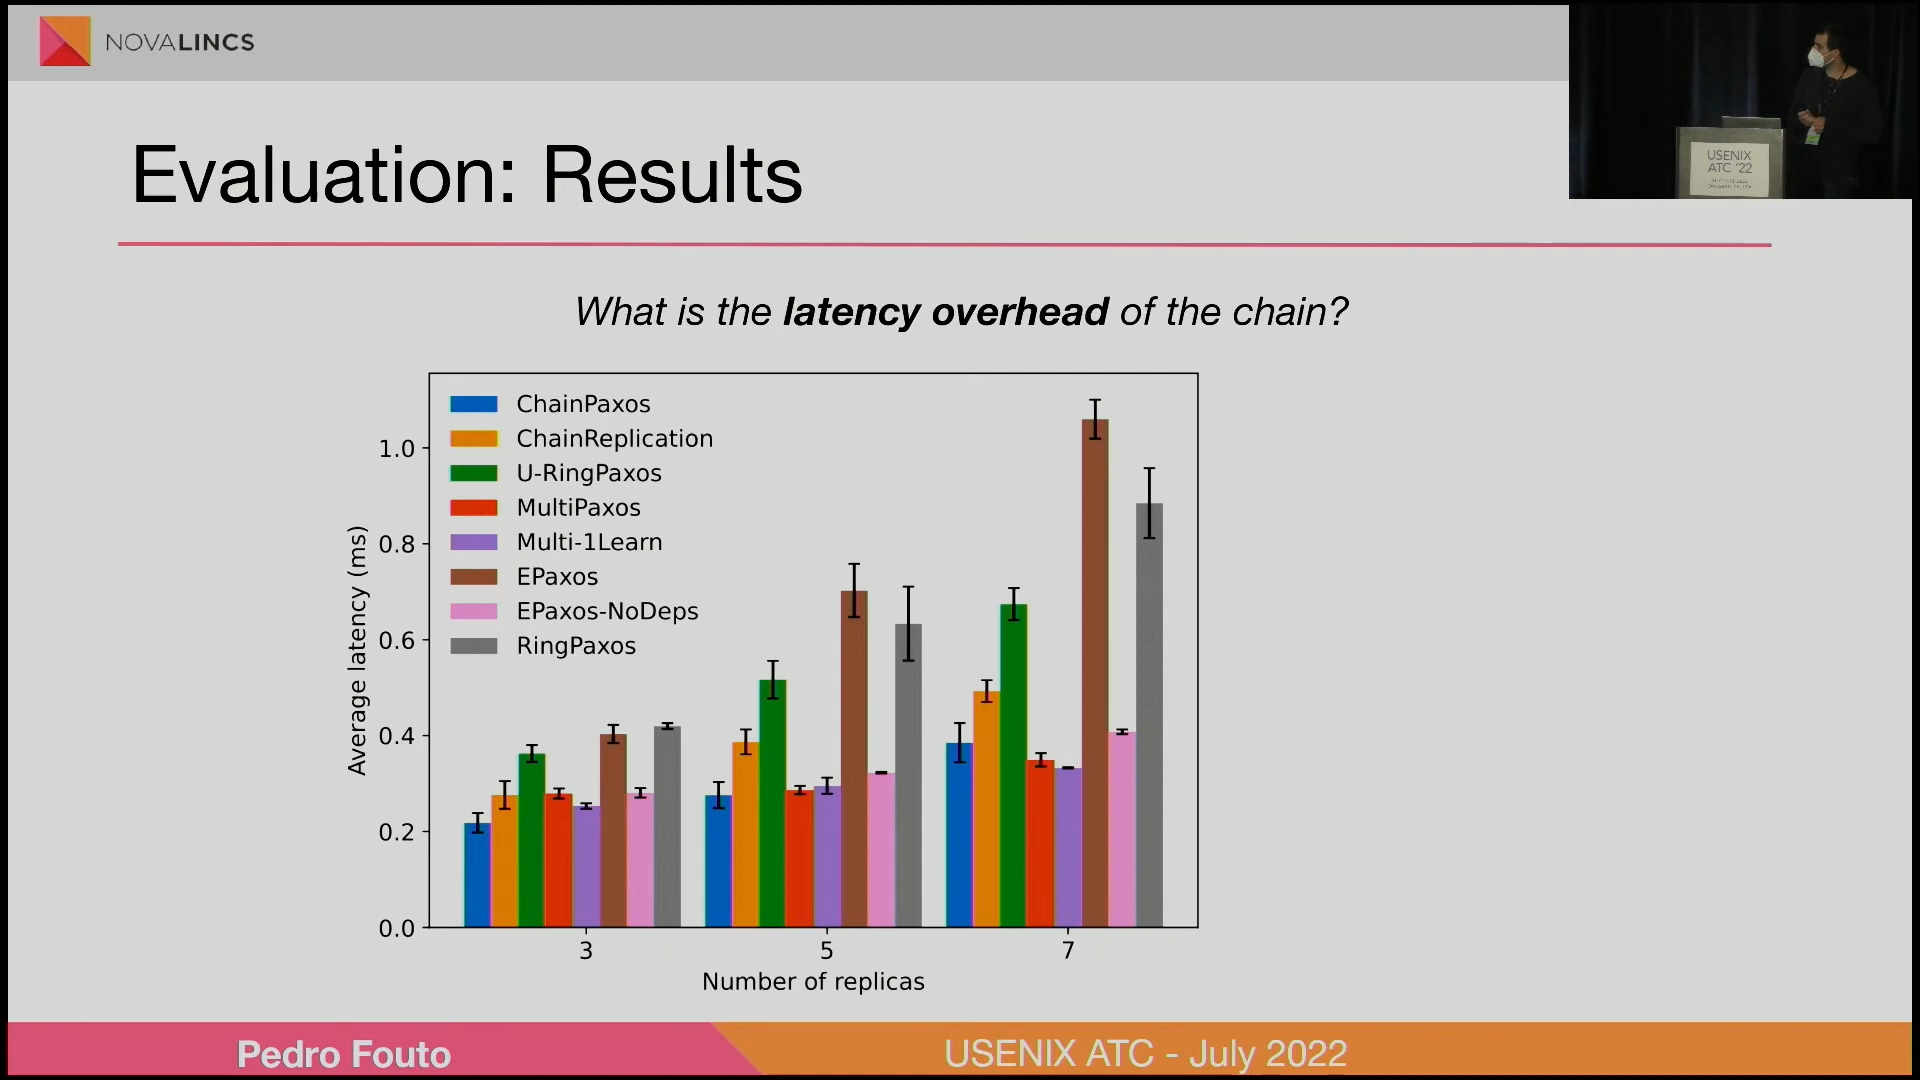 NOVALINCS
USENIX
ATC '22
Evaluation: Results
What is the latency overhead of the chain?
ChainPaxos
ChainReplication
U-RingPaxos
MultiPaxos
Multi-1Learn
EPaxos
EPaxos-NoDeps
RingPaxos
1.0
0.8
0.6
0.4
0.2
0.0
Average latency (ms)
3 5 7
Number of replicas
Pedro Fouto
USENIX ATC - July 2022